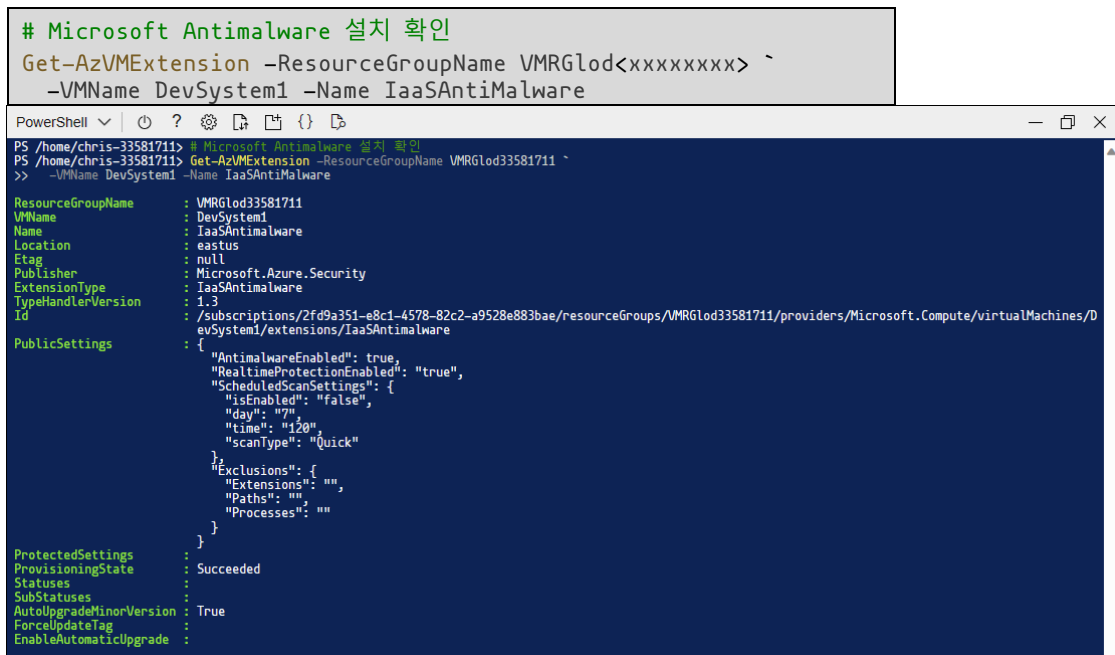 # Microsoft Antimalware 설치 확인
Get-AzVMExtension -ResourceGroupName VMRGlod<xxxxxxxx> `
-VMName DevSystem1 -Name IaaSAntiMalware
PowerShell
PS /home/chris-33581711> # Microsoft Antimalware 설치 확인
PS /home/chris-33581711> Get-AzVMExtension -ResourceGroupName VMRGlod33581711 `
>> -VMName DevSystem1 -Name IaaSAntiMalware
ResourceGroupName : VMRGlod33581711
VMName : DevSystem1
Name : IaaSAntimalware
Location : eastus
Etag : null
Publisher : Microsoft.Azure.Security
ExtensionType : IaaSAntimalware
TypeHandlerVersion : 1.3
Id : /subscriptions/2fd9a351-e8c1-4578-82c2-a9528e883bae/resourceGroups/VMRGlod33581711/providers/Microsoft.Compute/virtualMachines/D
evSystem1/extensions/IaaSAntimalware
PublicSettings : {
"AntimalwareEnabled": true,
"RealtimeProtectionEnabled": "true",
"ScheduledScanSettings": {
"isEnabled": "false",
"day": "7",
"time": "120",
"scanType": "Quick"
},
"Exclusions": {
"Extensions": "",
"Paths": "",
"Processes": ""
}
}
ProtectedSettings :
ProvisioningState : Succeeded
Statuses :
SubStatuses :
AutoUpgradeMinorVersion : True
ForceUpdateTag :
EnableAutomaticUpgrade :